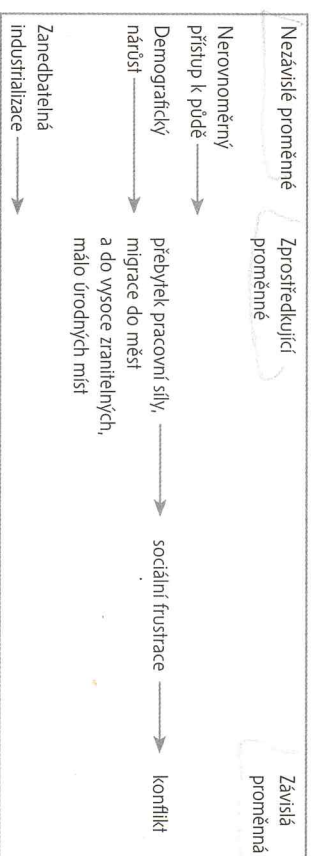 Nezávislé proměnné
Zprostředkující
proměnné
Závislá
proměnná
Nerovnoměrný
přístup k půdě
Demografický
nárůst
Zanedbatelná
industrializace
přebytek pracovní síly,
migrace do měst
a do vysoce zranitelných,
málo úrodných míst
sociální frustrace
konflikt